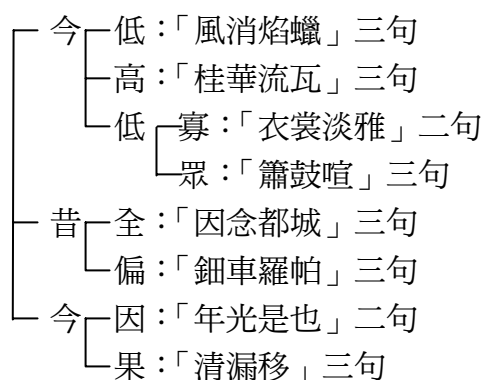 今低：「風消焰蠟」三句
高：「桂華流瓦」三句
低寡：「衣裳淡雅」二句
眾：「簫鼓喧」三句
昔全：「因念都城」三句
偏：「鈿車羅帕」三句
今因：「年光是也」二句
果：「清漏移」三句